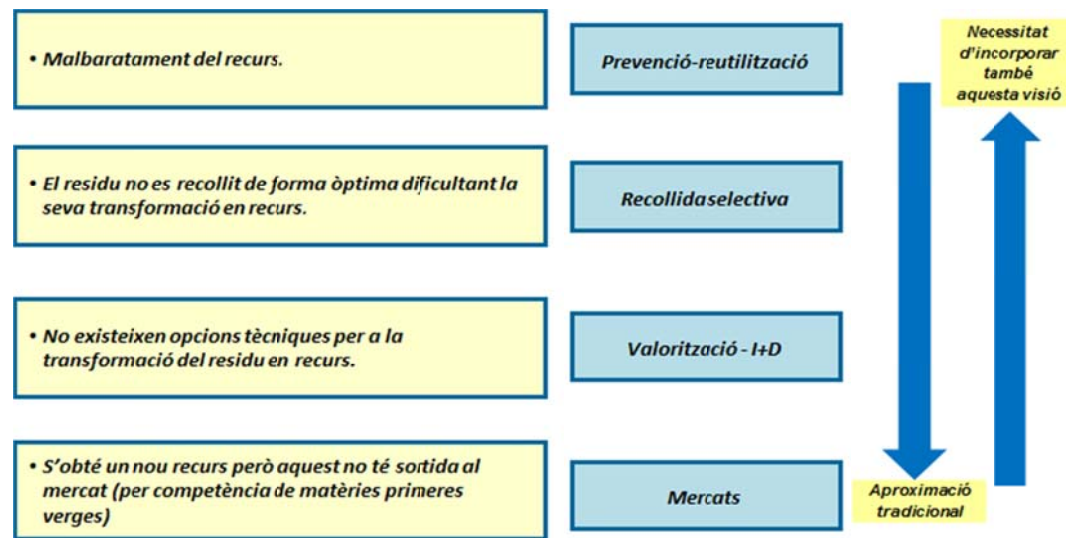 • Malbaratament del recurs.
Prevenció-reutilització
Necessitat
d'incorporar
també
aquesta visió
• El residu no es recollit de forma òptima dificultant la
seva transformació en recurs.
Recollida selectiva
• No existeixen opcions tècniques per a la
transformació del residu en recurs.
Valorització - I+D
• S'obté un nou recurs però aquest no té sortida al
mercat (per competència de matèries primeres
verges)
Mercats
Aproximació
tradicional